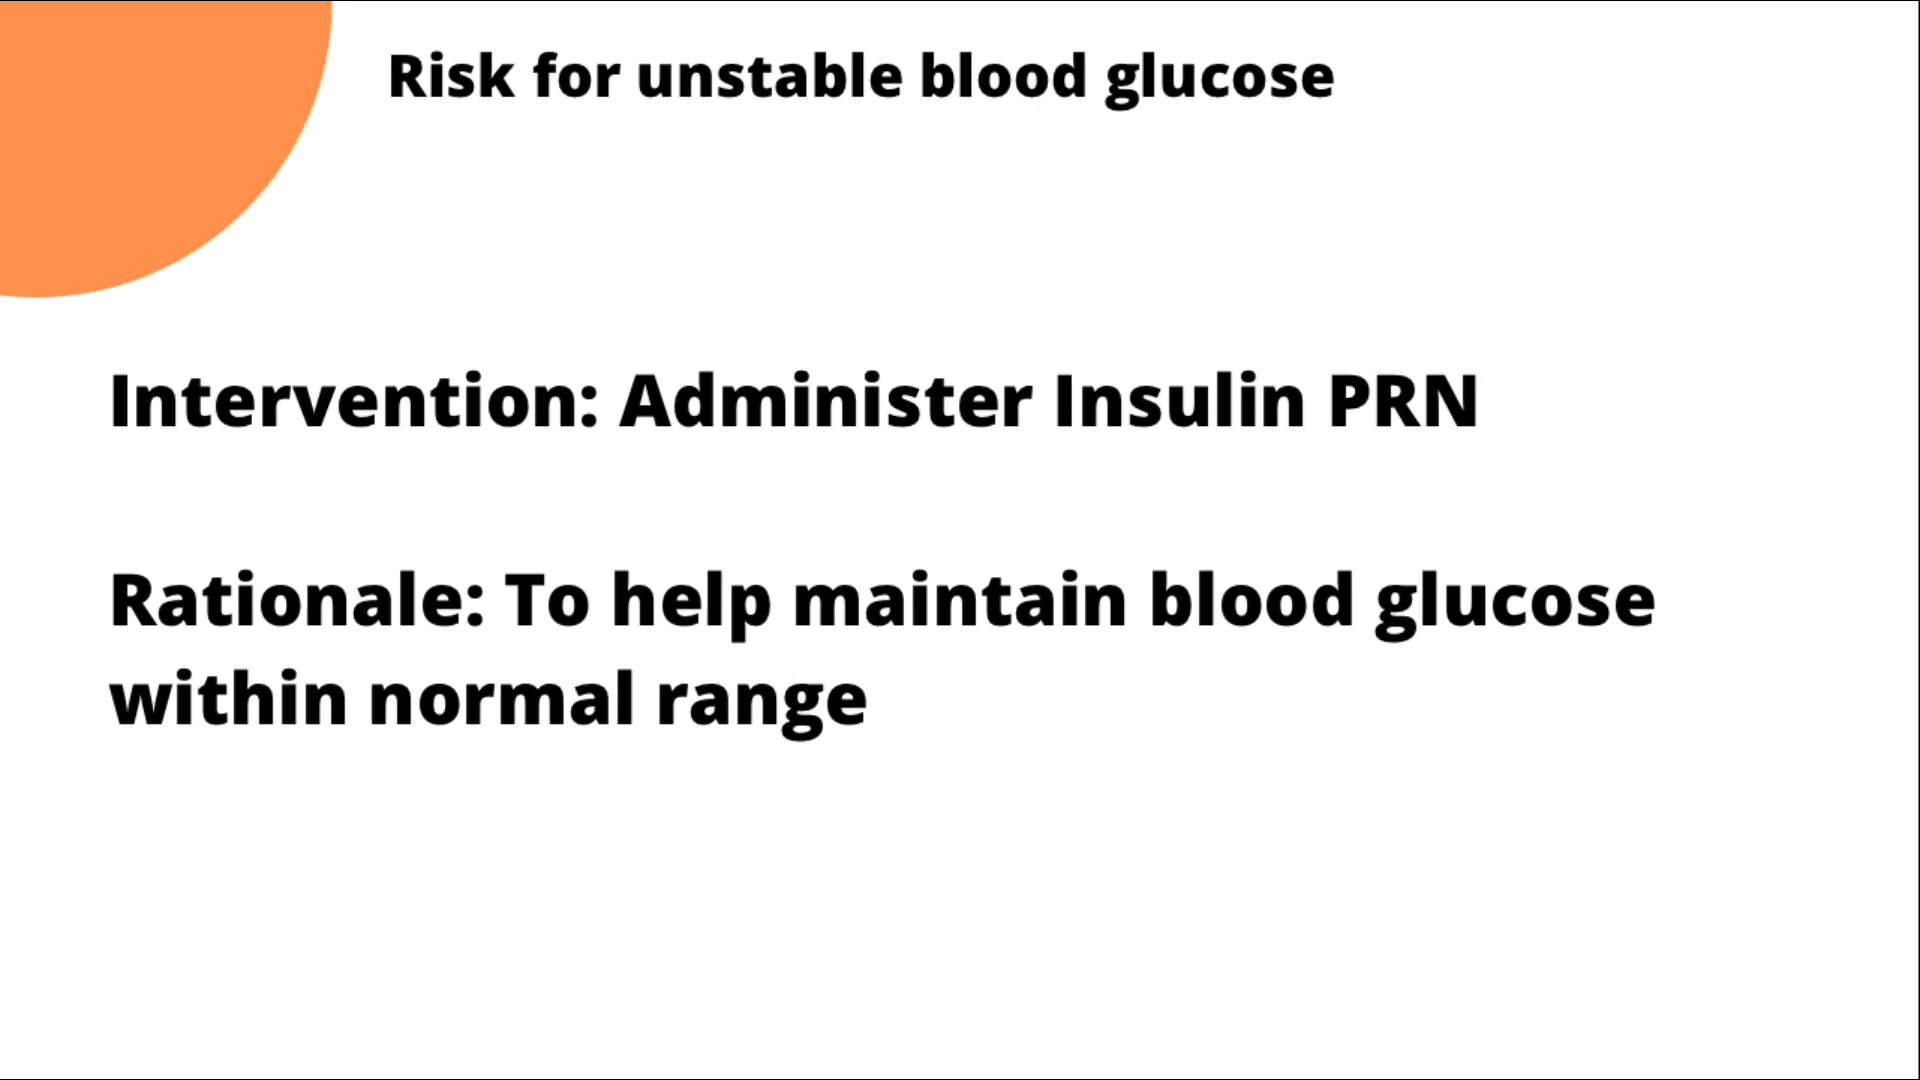 Risk for unstable blood glucose
Intervention: Administer Insulin PRN
Rationale: To help maintain blood glucose
within normal range